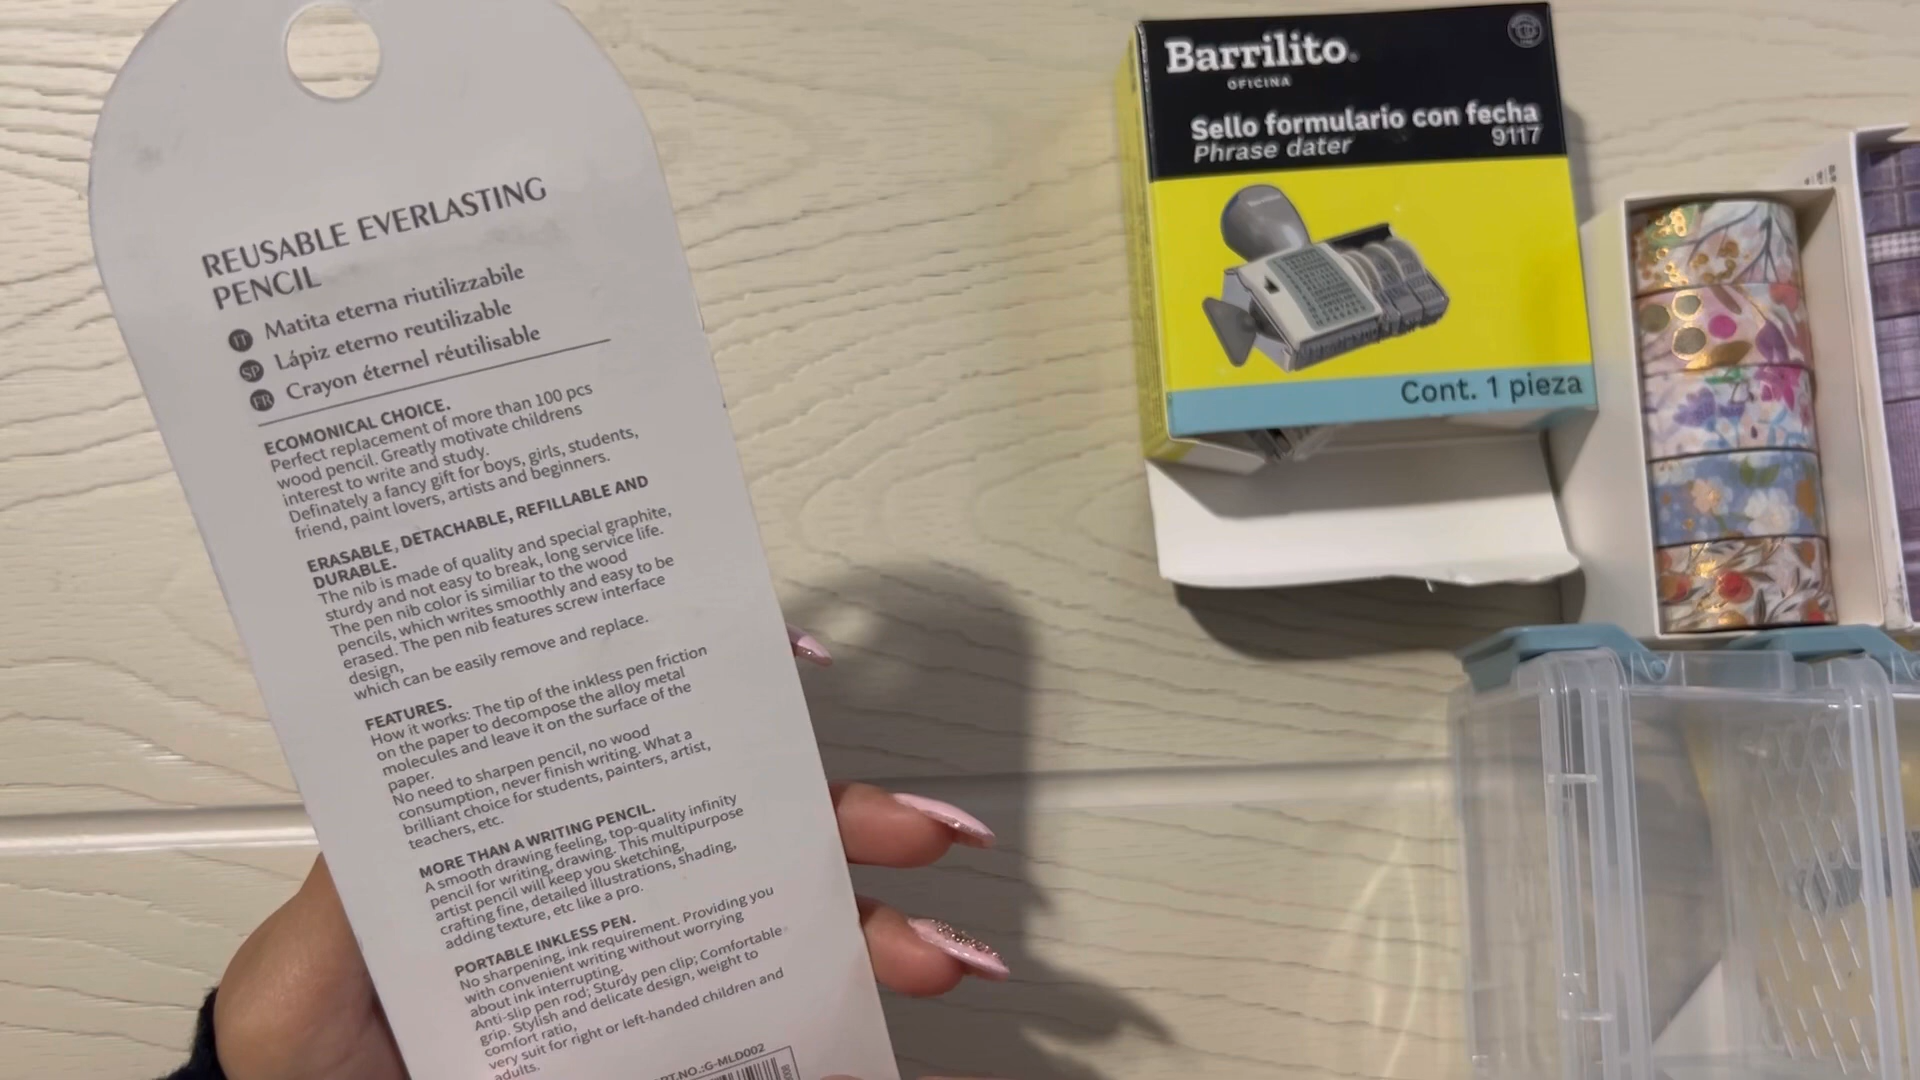 REUSABLE EVERLASTING
PENCIL
IT Matita eterna riutilizzabile
SP Lápiz eterno reutilizable
FR Crayon éternel réutilisable
ECOMONICAL CHOICE.
Perfect replacement of more than 100 pcs
wood pencil. Greatly motivate childrens
interest to write and study.
Definately a fancy gift for boys, girls, students,
friend, paint lovers, artists and beginners.
ERASABLE, DETACHABLE, REFILLABLE AND
DURABLE.
The nib is made of quality and special graphite,
sturdy and not easy to break, long service life.
The pen nib color is similiar to the wood
pencils, which writes smoothly and easy to be
erased. The pen nib features screw interface
design,
which can be easily remove and replace.
FEATURES.
How it works: The tip of the inkless pen friction
on the paper to decompose the alloy metal
molecules and leave it on the surface of the
paper.
No need to sharpen pencil, no wood
consumption, never finish writing. What a
brilliant choice for students, painters, artist,
teachers, etc.
MORE THAN A WRITING PENCIL.
A smooth drawing feeling, top-quality infinity
pencil for writing, drawing. This multipurpose
artist pencil will keep you sketching,
crafting fine, detailed illustrations, shading,
adding texture, etc like a pro.
PORTABLE INKLESS PEN.
No sharpening, ink requirement. Providing you
with convenient writing without worrying
about ink interrupting.
Anti-slip pen rod; Sturdy pen clip; Comfortable
grip. Stylish and delicate design, weight to
comfort ratio,
very suit for right or left-handed children and
adults.
RT.NO.:G-MLD002
Barrilito
OFICINA
Sello formulario con fecha
9117
Phrase dater
Cont. 1 pieza